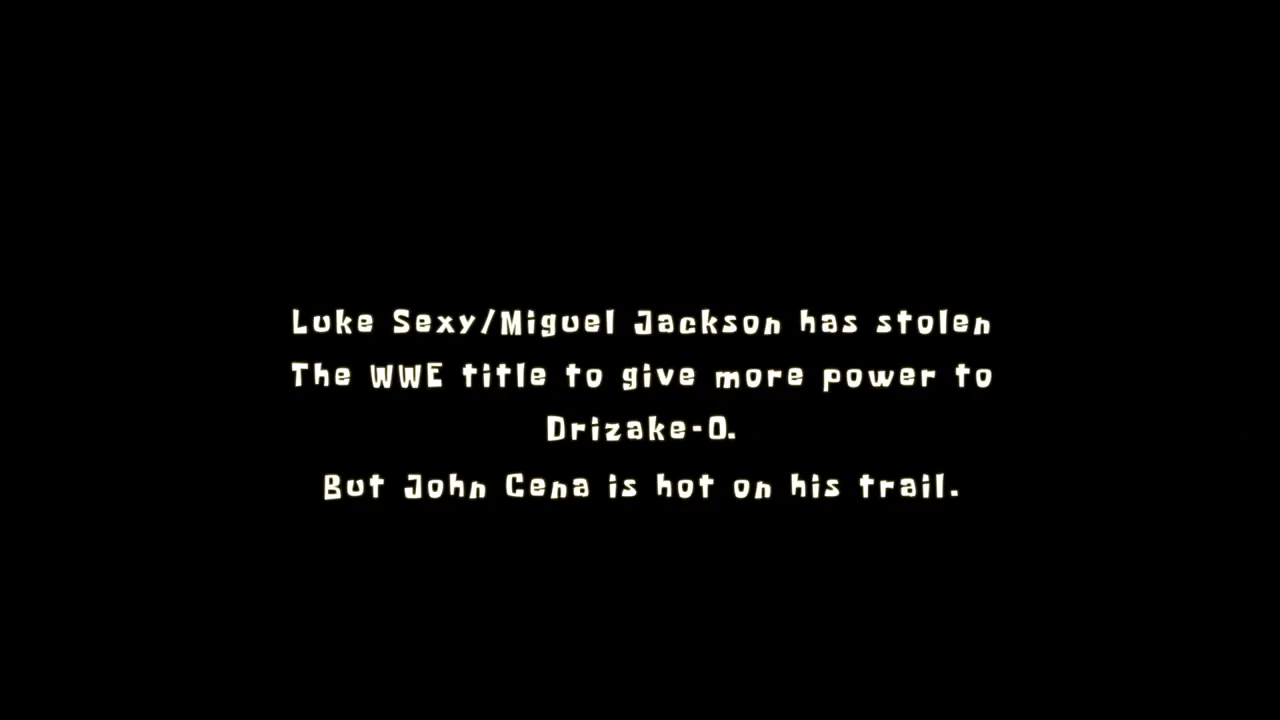 Luke Sexy/Miguel Jackson has stolen
The WWE title to give more power to
Drizake-O.
But John Cena is hot on his trail.